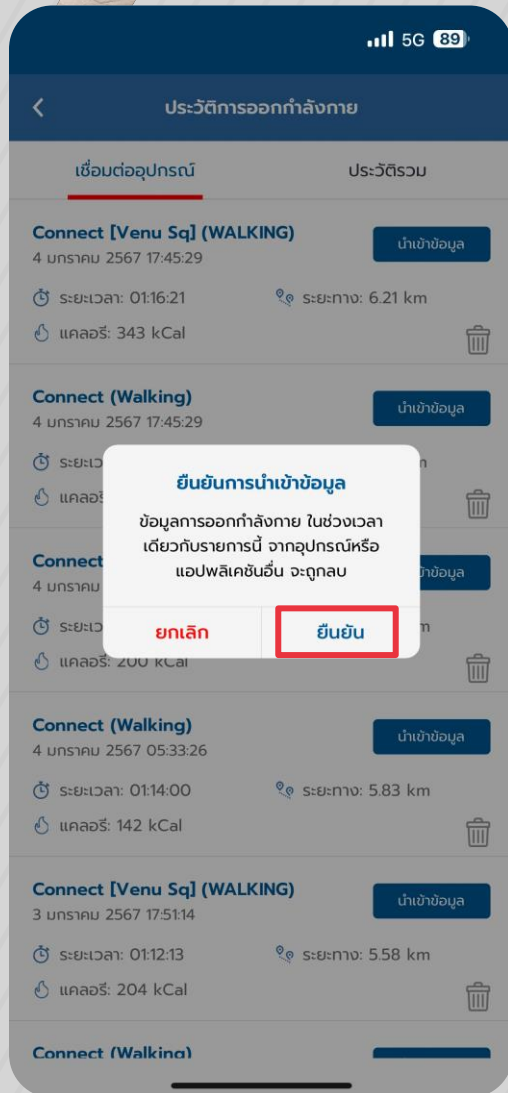 5G 89
ประวัติการออกกำลังกาย
เชื่อมต่ออุปกรณ์ ประวัติรวม
Connect [Venu Sq] (WALKING)
นำเข้าข้อมูล
4 มกราคม 2567 17:45:29
ระยะเวลา: 01:16:21 ระยะทาง: 6.21 km
แคลอรี: 343 kCal
Connect (Walking)
นำเข้าข้อมูล
4 มกราคม 2567 17:45:29
ยืนยันการนำเข้าข้อมูล
ข้อมูลการออกกำลังกาย ในช่วงเวลา
เดียวกับรายการนี้ จากอุปกรณ์หรือ
แอปพลิเคชันอื่น จะถูกลบ
ยกเลิก ยืนยัน
Connect
4
แคลอรี: 200 kCal
Connect (Walking)
นำเข้าข้อมูล
4 มกราคม 2567 05:33:26
ระยะเวลา: 01:14:00 ระยะทาง: 5.83 km
แคลอรี: 142 kCal
Connect [Venu Sq] (WALKING)
นำเข้าข้อมูล
3 มกราคม 2567 17:51:14
ระยะเวลา: 01:12:13 ระยะทาง: 5.58 km
แคลอรี: 204 kCal
Connect (Walking)